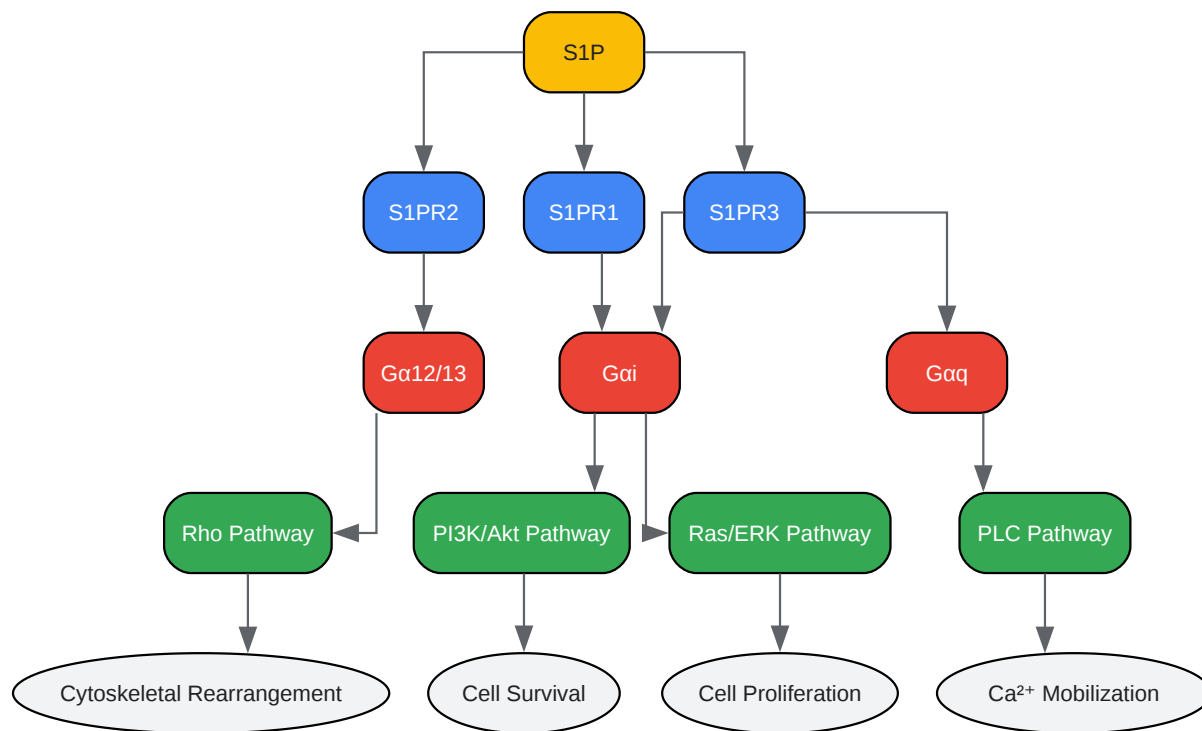 S1P
S1PR2
S1PR1
S1PR3
Gα12/13
Gαi
Gαq
Rho Pathway
PI3K/Akt Pathway
Ras/ERK Pathway
PLC Pathway
Cytoskeletal Rearrangement
Cell Survival
Cell Proliferation
Ca²⁺ Mobilization